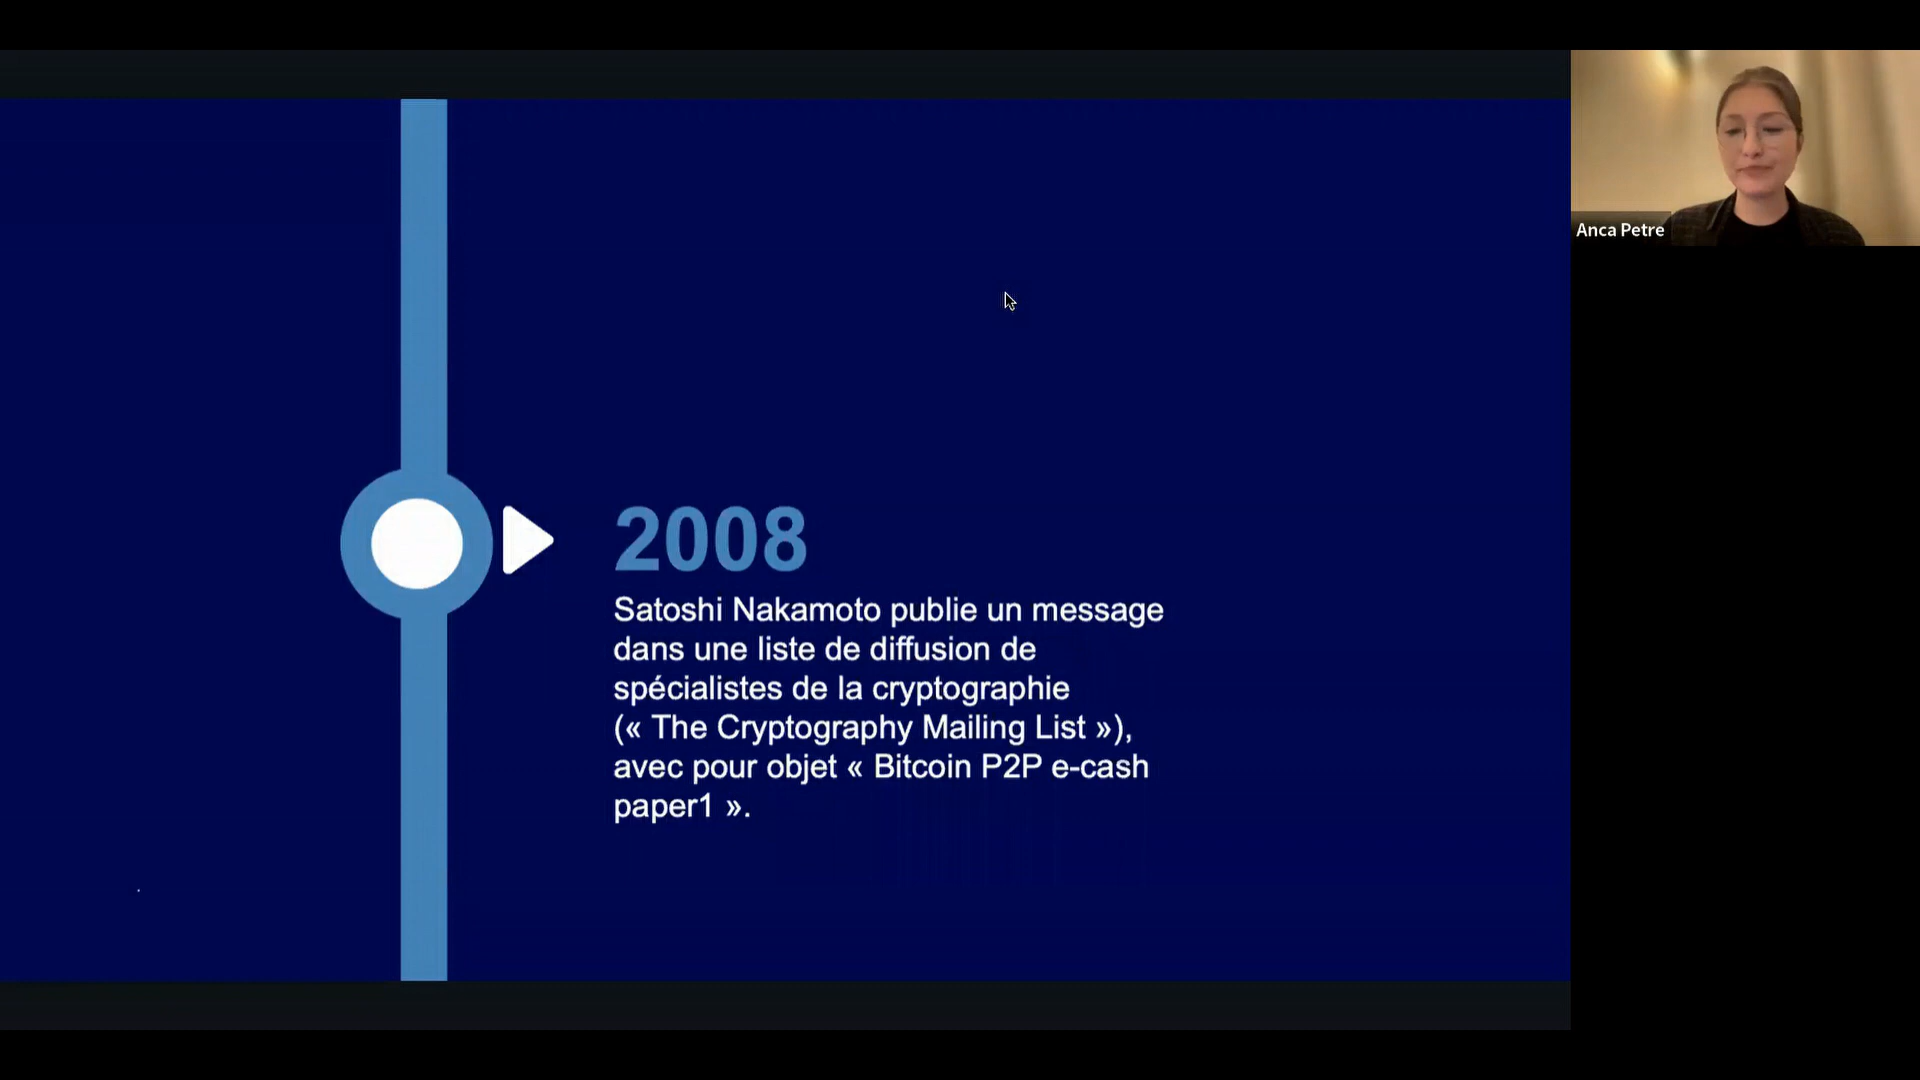 Anca Petre
2008
Satoshi Nakamoto publie un message
dans une liste de diffusion de
spécialistes de la cryptographie
(« The Cryptography Mailing List »),
avec pour objet « Bitcoin P2P e-cash
paper1 ».